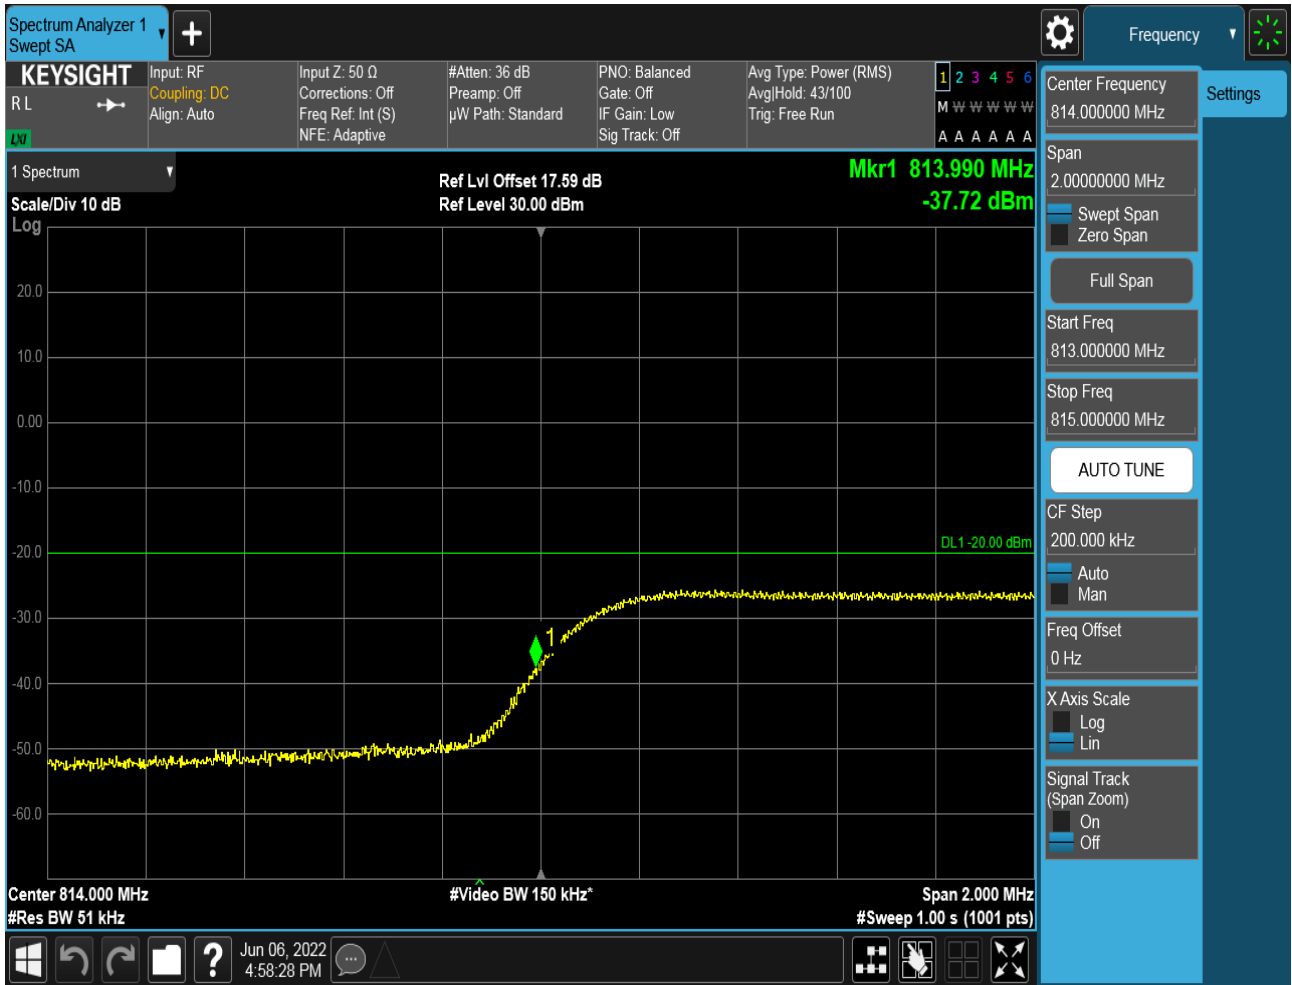 Spectrum Analyzer 1
Swept SA
Frequency
KEYSIGHT
R L
LXI
Input: RF
Coupling: DC
Align: Auto
Input Z: 50 Ω
Corrections: Off
Freq Ref: Int (S)
NFE: Adaptive
#Atten: 36 dB
Preamp: Off
µW Path: Standard
PNO: Balanced
Gate: Off
IF Gain: Low
Sig Track: Off
Avg Type: Power (RMS)
Avg|Hold: 43/100
Trig: Free Run
1 2 3 4 5 6
M W W W W W
A A A A A A
1 Spectrum
Scale/Div 10 dB
Log
Ref Lvl Offset 17.59 dB
Ref Level 30.00 dBm
Mkr1 813.990 MHz
-37.72 dBm
20.0
10.0
0.00
-10.0
-20.0
-30.0
-40.0
-50.0
-60.0
DL1 -20.00 dBm
1
Center 814.000 MHz
#Res BW 51 kHz
#Video BW 150 kHz*
Span 2.000 MHz
#Sweep 1.00 s (1001 pts)
?
Jun 06, 2022
4:58:28 PM
Center Frequency
814.000000 MHz
Span
2.00000000 MHz
Swept Span
Zero Span
Full Span
Start Freq
813.000000 MHz
Stop Freq
815.000000 MHz
AUTO TUNE
CF Step
200.000 kHz
Auto
Man
Freq Offset
0 Hz
X Axis Scale
Log
Lin
Signal Track
(Span Zoom)
On
Off
Settings